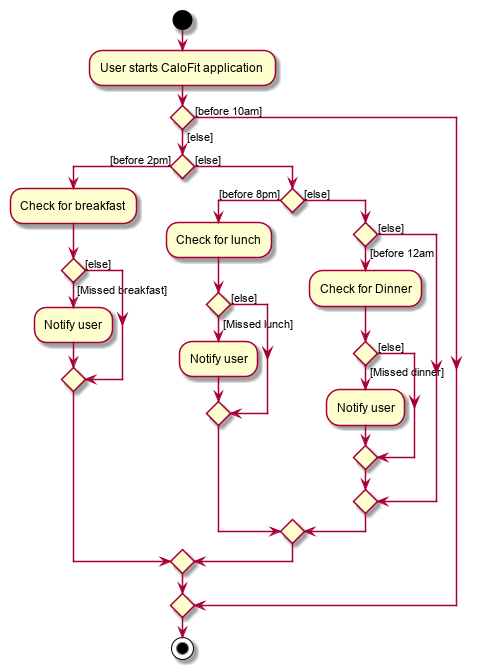 User starts CaloFit application
[before 10am]
[else]
[before 2pm]
[else]
Check for breakfast
[else]
[Missed breakfast]
Notify user
[before 8pm]
[else]
Check for lunch
[else]
[Missed lunch]
Notify user
[else]
[before 12am
Check for Dinner
[else]
[Missed dinner]
Notify user